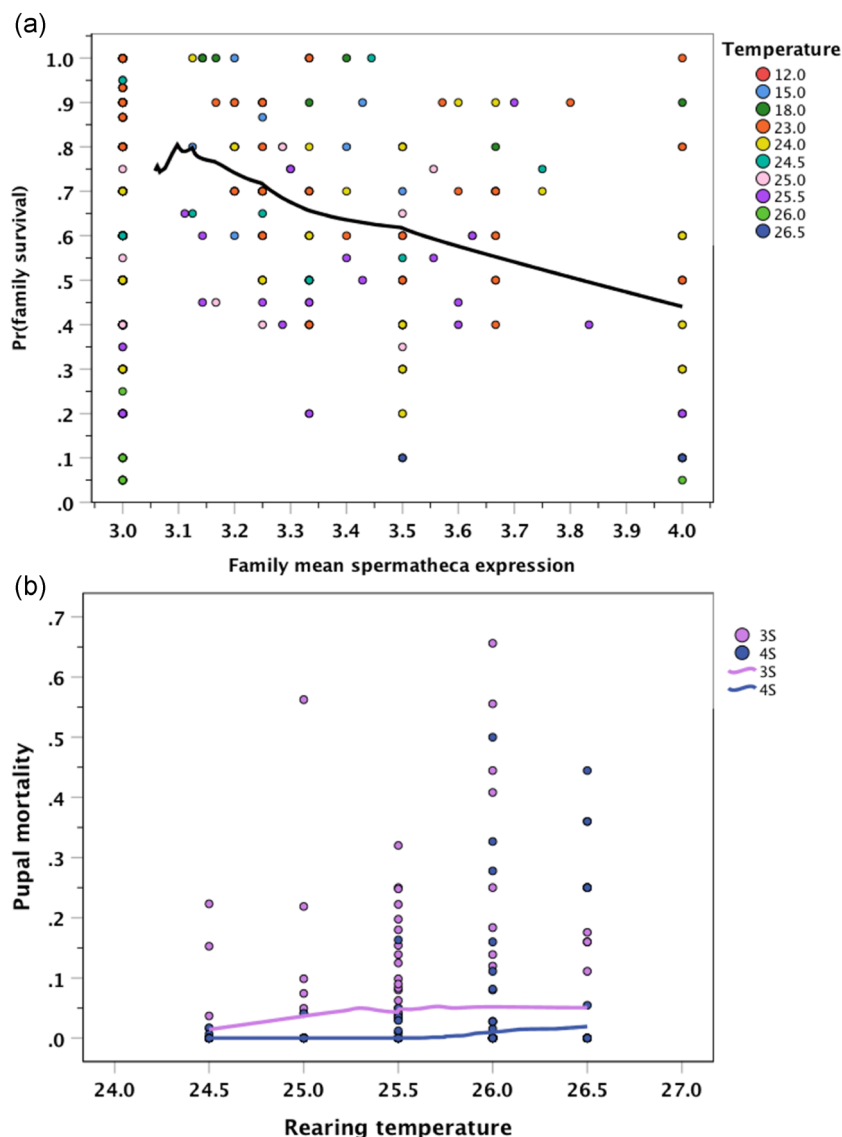 (a)
Pr(family survival)
1.0
.9
.8
.7
.6
.5
.4
.3
.2
.1
.0
3.0 3.1 3.2 3.3 3.4 3.5 3.6 3.7 3.8 3.9 4.0
Family mean spermatheca expression
Temperature
12.0
15.0
18.0
23.0
24.0
24.5
25.0
25.5
26.0
26.5
(b)
Pupal mortality
.7
.6
.5
.4
.3
.2
.1
.0
24.0 24.5 25.0 25.5 26.0 26.5 27.0
Rearing temperature
3S
4S
3S
4S